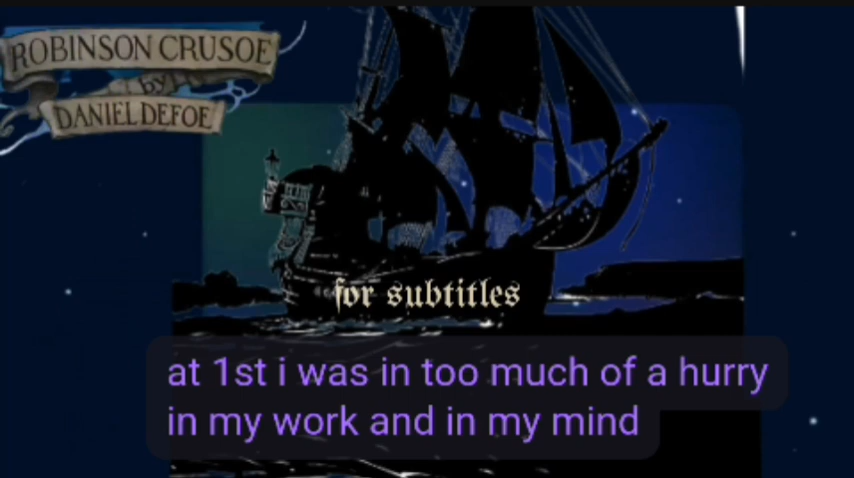 ROBINSON CRUSOE
by
DANIEL DEFOE
for subtitles
at 1st i was in too much of a hurry
in my work and in my mind